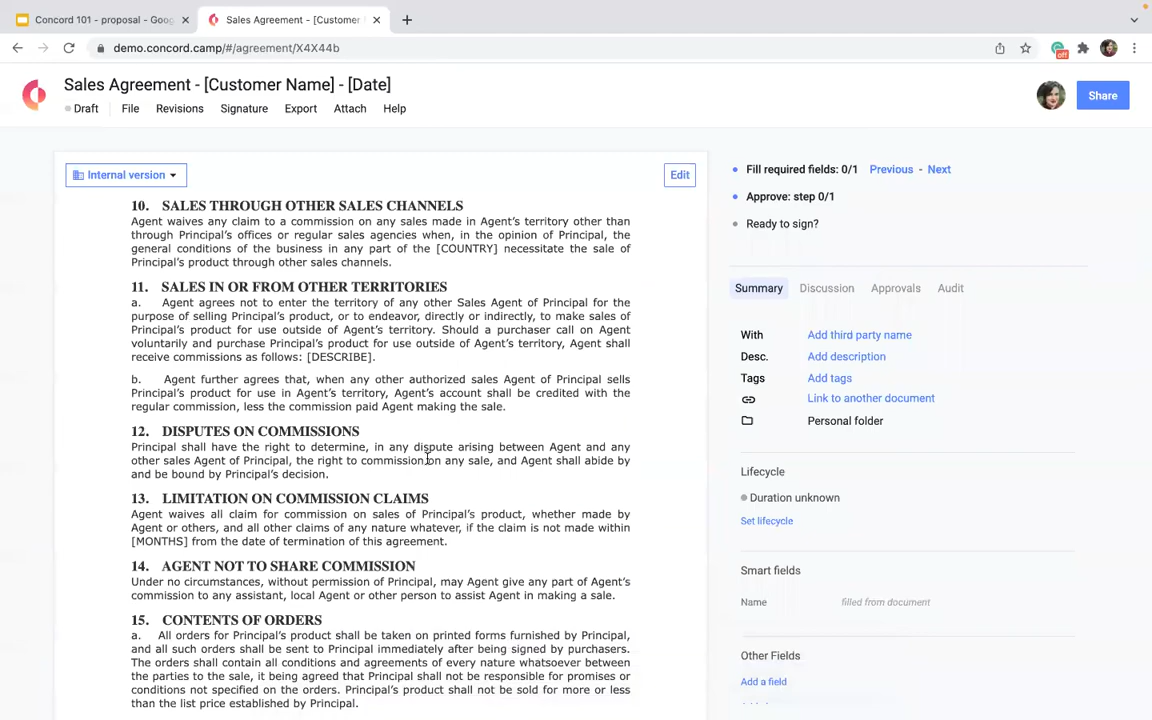 Concord 101 - proposal - Goog
Sales Agreement - [Customer
demo.concord.camp/#/agreement/X4X44b
off
Sales Agreement - [Customer Name] - [Date]
Draft File Revisions Signature Export Attach Help
Share
Internal version
Edit
10. SALES THROUGH OTHER SALES CHANNELS
Agent waives any claim to a commission on any sales made in Agent's territory other than
through Principal's offices or regular sales agencies when, in the opinion of Principal, the
general conditions of the business in any part of the [COUNTRY] necessitate the sale of
Principal's product through other sales channels.
11. SALES IN OR FROM OTHER TERRITORIES
a. Agent agrees not to enter the territory of any other Sales Agent of Principal for the
purpose of selling Principal's product, or to endeavor, directly or indirectly, to make sales of
Principal's product for use outside of Agent's territory. Should a purchaser call on Agent
voluntarily and purchase Principal's product for use outside of Agent's territory, Agent shall
receive commissions as follows: [DESCRIBE].
b. Agent further agrees that, when any other authorized sales Agent of Principal sells
Principal's product for use in Agent's territory, Agent's account shall be credited with the
regular commission, less the commission paid Agent making the sale.
12. DISPUTES ON COMMISSIONS
Principal shall have the right to determine, in any dispute arising between Agent and any
other sales Agent of Principal, the right to commission on any sale, and Agent shall abide by
and be bound by Principal's decision.
13. LIMITATION ON COMMISSION CLAIMS
Agent waives all claim for commission on sales of Principal's product, whether made by
Agent or others, and all other claims of any nature whatever, if the claim is not made within
[MONTHS] from the date of termination of this agreement.
14. AGENT NOT TO SHARE COMMISSION
Under no circumstances, without permission of Principal, may Agent give any part of Agent's
commission to any assistant, local Agent or other person to assist Agent in making a sale.
15. CONTENTS OF ORDERS
a. All orders for Principal's product shall be taken on printed forms furnished by Principal,
and all such orders shall be sent to Principal immediately after being signed by purchasers.
The orders shall contain all conditions and agreements of every nature whatsoever between
the parties to the sale, it being agreed that Principal shall not be responsible for promises or
conditions not specified on the orders. Principal's product shall not be sold for more or less
than the list price established by Principal.
Fill required fields: 0/1 Previous - Next
Approve: step 0/1
Ready to sign?
Summary Discussion Approvals Audit
With Add third party name
Desc. Add description
Tags Add tags
Link to another document
Personal folder
Lifecycle
Duration unknown
Set lifecycle
Smart fields
Name filled from document
Other Fields
Add a field